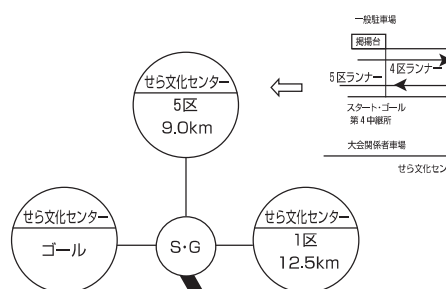 一般駐車場
掲揚台
4区ランナー
5区ランナー
スタート・ゴール
第4中継所
大会関係者車場
せら文化セン
せら文化センター
5区
9.0km
せら文化センター
ゴール
S・G
せら文化センター
1区
12.5km